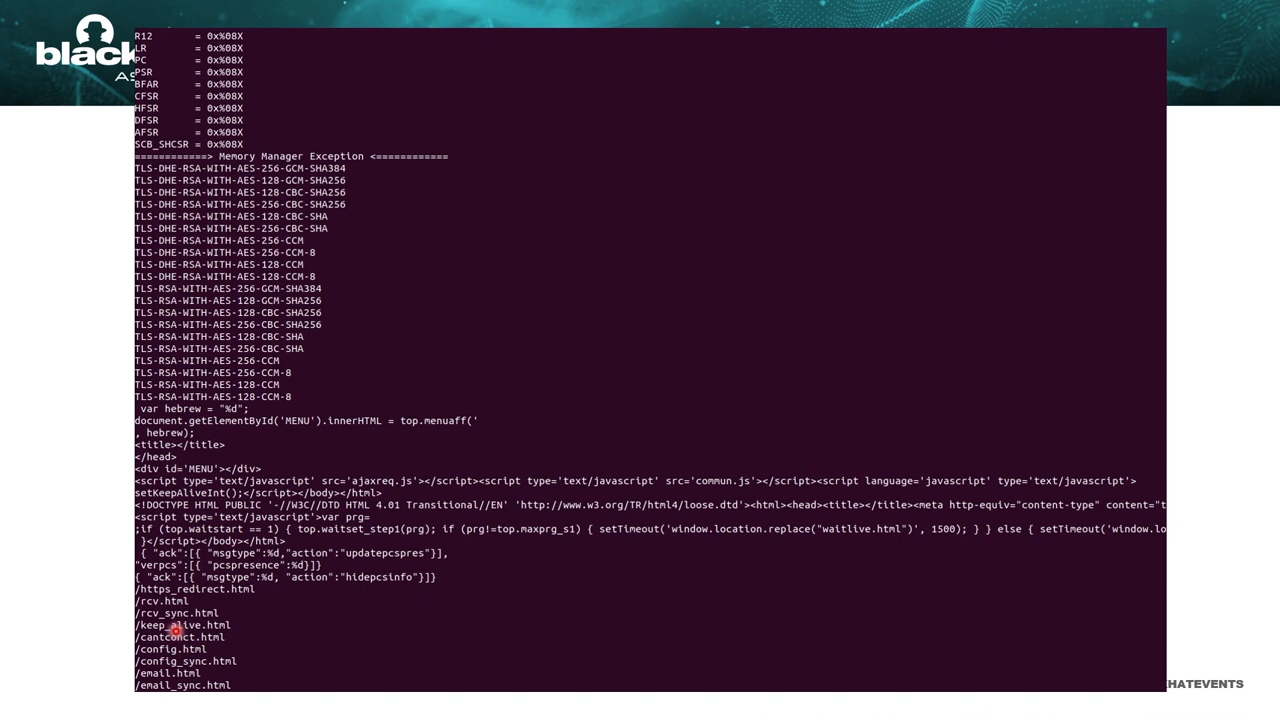 black
AS
R12       = 0x%08X
LR        = 0x%08X
PC        = 0x%08X
PSR       = 0x%08X
BFAR      = 0x%08X
CFSR      = 0x%08X
HFSR      = 0x%08X
DFSR      = 0x%08X
AFSR      = 0x%08X
SCB_SHCSR = 0x%08X
============> Memory Manager Exception <============
TLS-DHE-RSA-WITH-AES-256-GCM-SHA384
TLS-DHE-RSA-WITH-AES-128-GCM-SHA256
TLS-DHE-RSA-WITH-AES-128-CBC-SHA256
TLS-DHE-RSA-WITH-AES-256-CBC-SHA256
TLS-DHE-RSA-WITH-AES-128-CBC-SHA
TLS-DHE-RSA-WITH-AES-256-CBC-SHA
TLS-DHE-RSA-WITH-AES-256-CCM
TLS-DHE-RSA-WITH-AES-256-CCM-8
TLS-DHE-RSA-WITH-AES-128-CCM
TLS-DHE-RSA-WITH-AES-128-CCM-8
TLS-RSA-WITH-AES-256-GCM-SHA384
TLS-RSA-WITH-AES-128-GCM-SHA256
TLS-RSA-WITH-AES-128-CBC-SHA256
TLS-RSA-WITH-AES-256-CBC-SHA256
TLS-RSA-WITH-AES-128-CBC-SHA
TLS-RSA-WITH-AES-256-CBC-SHA
TLS-RSA-WITH-AES-256-CCM
TLS-RSA-WITH-AES-256-CCM-8
TLS-RSA-WITH-AES-128-CCM
TLS-RSA-WITH-AES-128-CCM-8
 var hebrew = "%d";
document.getElementById('MENU').innerHTML = top.menuaff('
, hebrew);
<title></title>
</head>
<div id='MENU'></div>
<script type='text/javascript' src='ajaxreq.js'></script><script type='text/javascript' src='commun.js'></script><script language='javascript' type='text/javascript'>
setKeepAliveInt();</script></body></html>
<!DOCTYPE HTML PUBLIC '-//W3C//DTD HTML 4.01 Transitional//EN' 'http://www.w3.org/TR/html4/loose.dtd'><html><head><title></title><meta http-equiv="content-type" content="t
<script type='text/javascript'>var prg=
;if (top.waitstart == 1) { top.waitset_step1(prg); if (prg!=top.maxprg_s1) { setTimeout('window.location.replace("waitlive.html")', 1500); } } else { setTimeout('window.lo
 }</script></body></html>
 { "ack":[{ "msgtype":%d,"action":"updatepcspres"}],
"verpcs":[{ "pcspresence":%d}]}
{ "ack":[{ "msgtype":%d, "action":"hidepcsinfo"}]}
/https_redirect.html
/rcv.html
/rcv_sync.html
/keep_alive.html
/cantconct.html
/config.html
/config_sync.html
/email.html
/email_sync.html
HATEVENTS